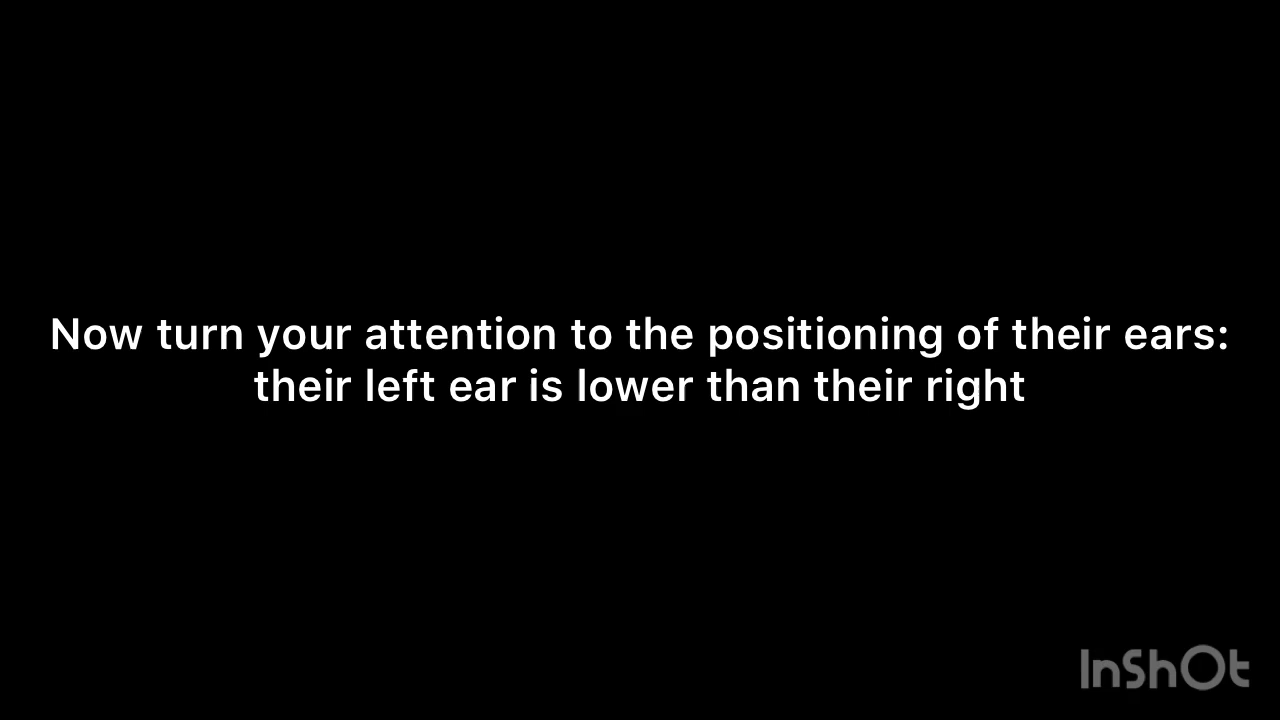 Now turn your attention to the positioning of their ears:
their left ear is lower than their right
InShOt